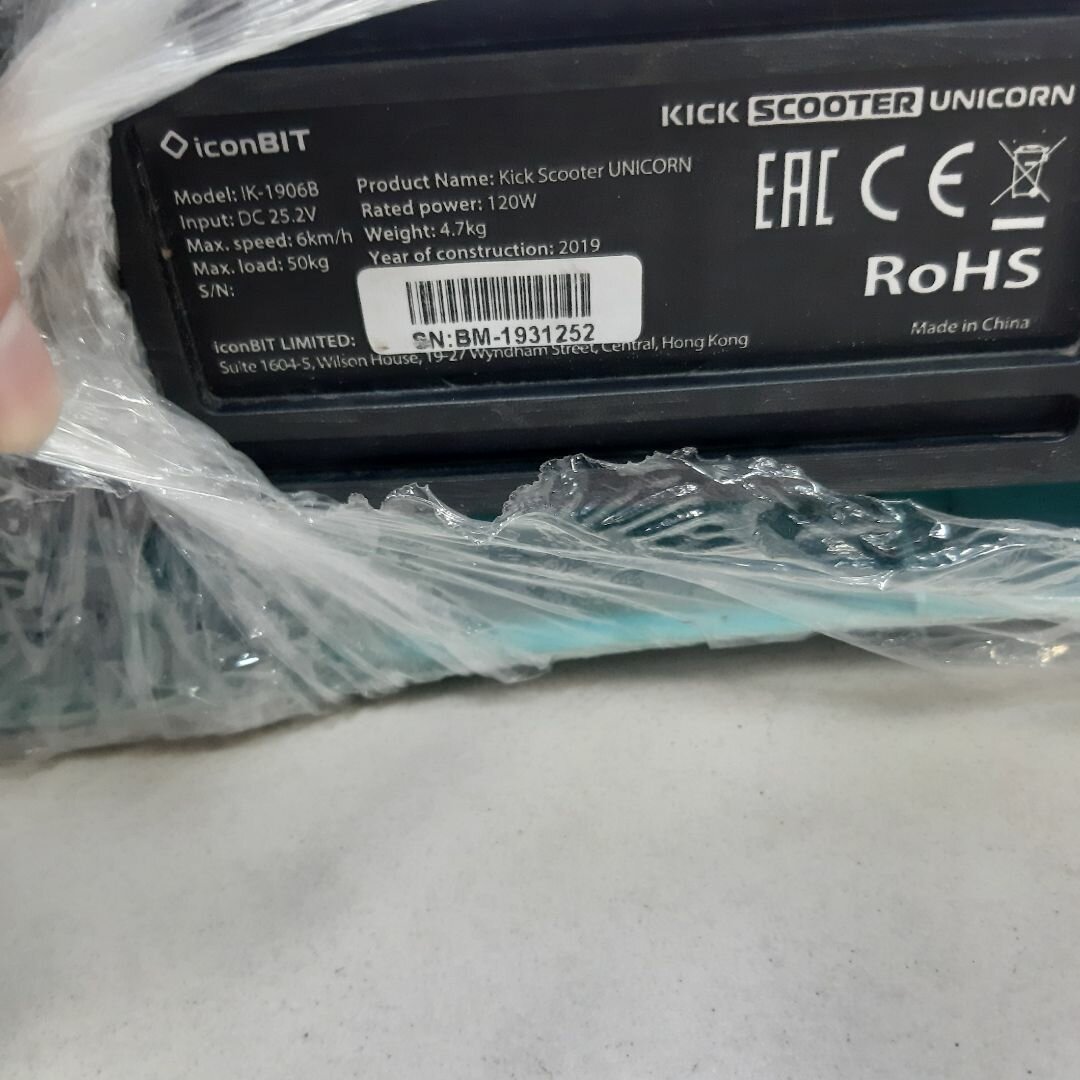 KICK SCOOTER UNICORN
iconBIT
Model: IK-1906B
Input: DC 25.2V
Max. speed: 6km/h
Max. load: 50kg
S/N:
Product Name: Kick Scooter UNICORN
Rated power: 120W
Weight: 4.7kg
Year of construction: 2019
SN:BM-1931252
iconBIT LIMITED:
Suite 1604-5, Wilson House, 19-27 Wyndham Street, Central, Hong Kong
EAC CE
RoHS
Made in China